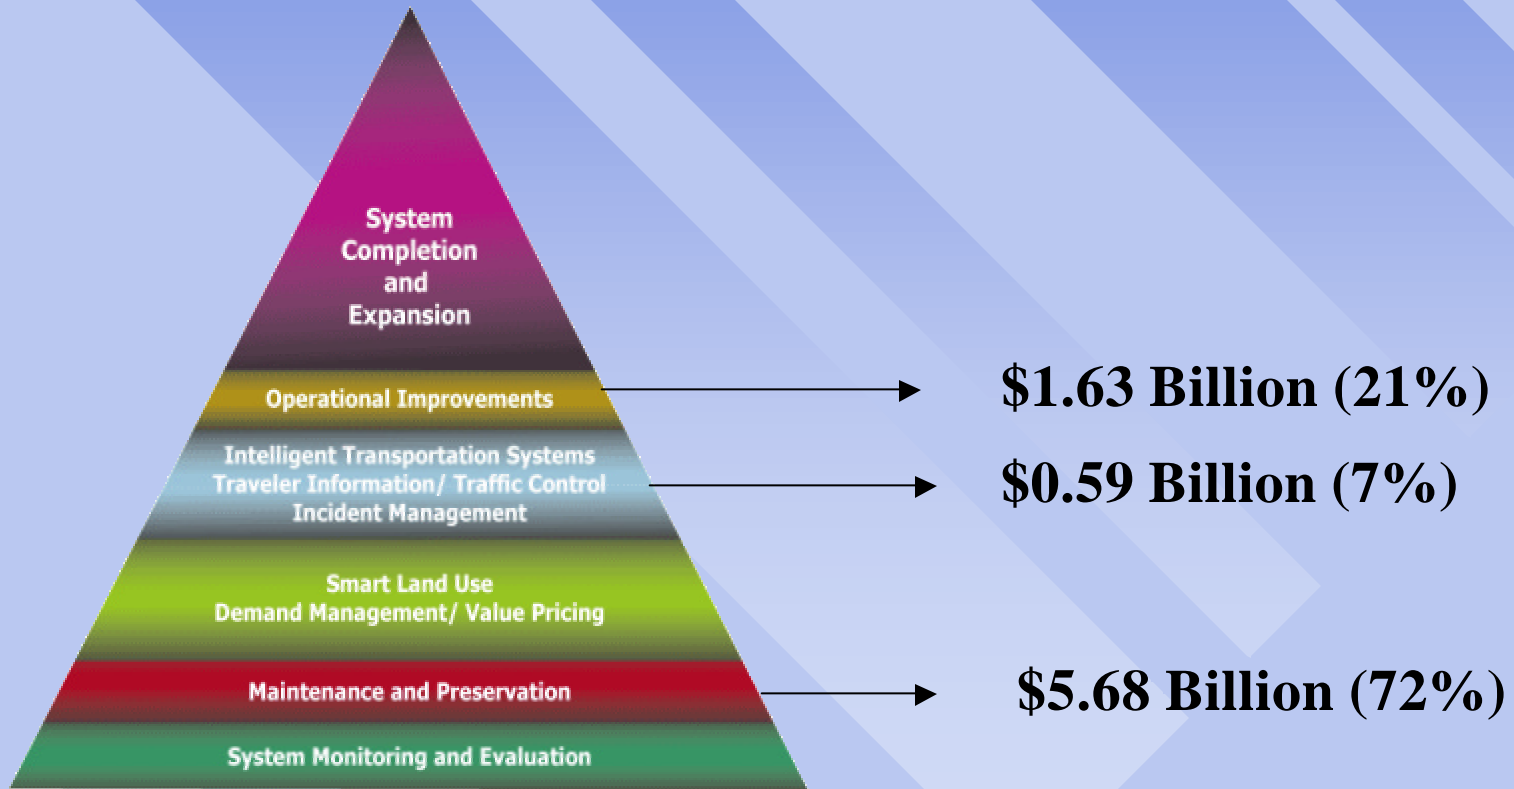 System
Completion
and
Expansion
Operational Improvements
$1.63 Billion (21%)
Intelligent Transportation Systems
Traveler Information/ Traffic Control
Incident Management
$0.59 Billion (7%)
Smart Land Use
Demand Management/ Value Pricing
Maintenance and Preservation
$5.68 Billion (72%)
System Monitoring and Evaluation